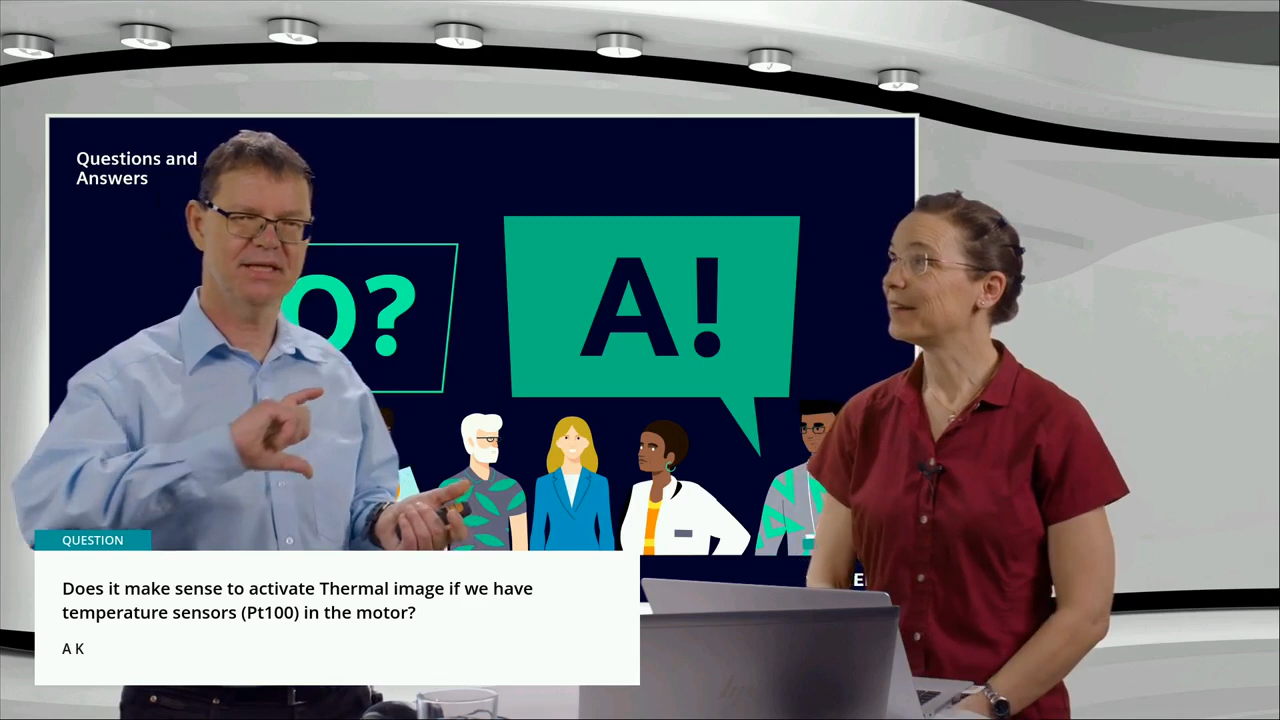 Questions and
Answers
Q?
A!
QUESTION
Does it make sense to activate Thermal image if we have
temperature sensors (Pt100) in the motor?
A K